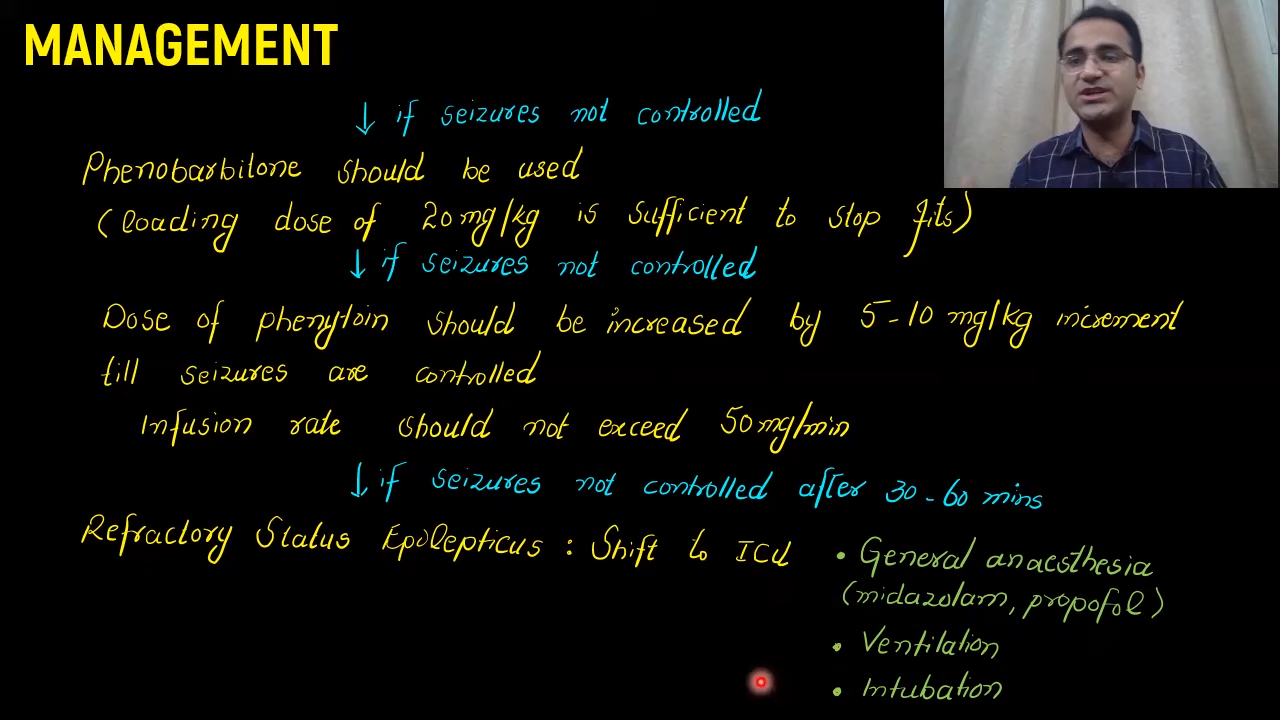 MANAGEMENT
↓ if seizures not controlled
Phenobarbitone should be used
(loading dose of 20mg/kg is sufficient to stop fits)
↓ if seizures not controlled
Dose of phenytoin should be increased by 5-10 mg/kg increment
till seizures are controlled
Infusion rate should not exceed 50mg/min
↓ if seizures not controlled after 30-60 mins
Refractory Status Epilepticus : Shift to ICU
• General anaesthesia
(midazolam, propofol)
• Ventilation
• Intubation